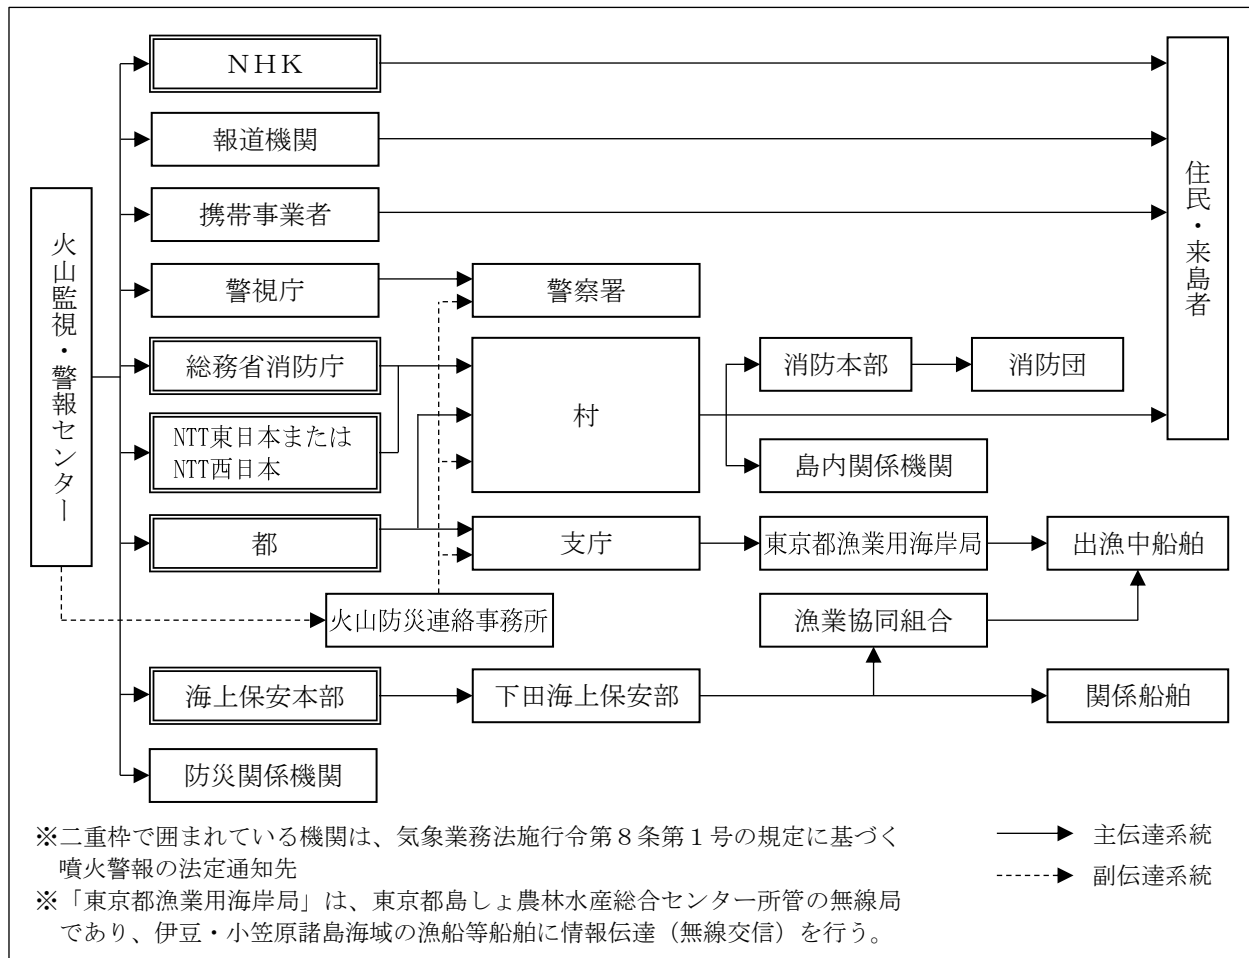 NHK
報道機関
携帯事業者
警視庁
警察署
総務省消防庁
NTT東日本または
NTT西日本
都
火山監視・警報センター
村
消防本部
消防団
島内関係機関
住民・来島者
支庁
東京都漁業用海岸局
出漁中船舶
火山防災連絡事務所
漁業協同組合
海上保安本部
下田海上保安部
関係船舶
防災関係機関
※二重枠で囲まれている機関は、気象業務法施行令第８条第１号の規定に基づく
噴火警報の法定通知先
※「東京都漁業用海岸局」は、東京都島しょ農林水産総合センター所管の無線局
であり、伊豆・小笠原諸島海域の漁船等船舶に情報伝達（無線交信）を行う。
主伝達系統
副伝達系統